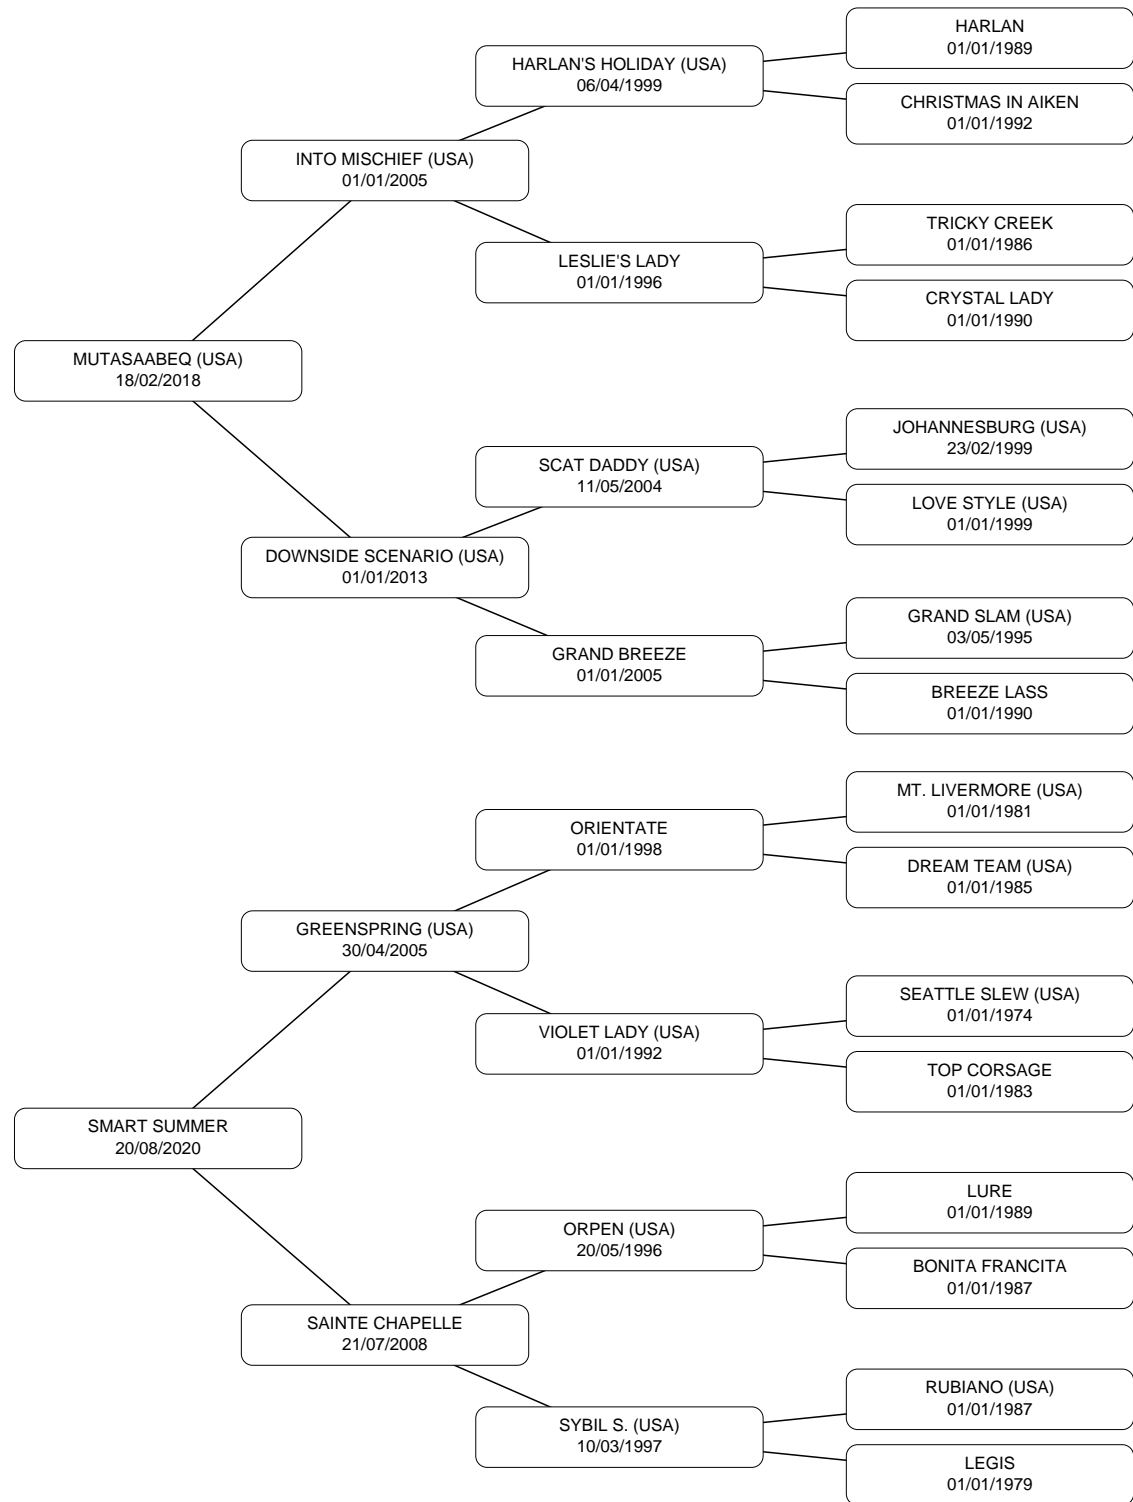 HARLAN
01/01/1989
HARLAN'S HOLIDAY (USA)
06/04/1999
CHRISTMAS IN AIKEN
01/01/1992
INTO MISCHIEF (USA)
01/01/2005
TRICKY CREEK
01/01/1986
LESLIE'S LADY
01/01/1996
CRYSTAL LADY
01/01/1990
MUTASAABEQ (USA)
18/02/2018
JOHANNESBURG (USA)
23/02/1999
SCAT DADDY (USA)
11/05/2004
LOVE STYLE (USA)
01/01/1999
DOWNSIDE SCENARIO (USA)
01/01/2013
GRAND SLAM (USA)
03/05/1995
GRAND BREEZE
01/01/2005
BREEZE LASS
01/01/1990
MT. LIVERMORE (USA)
01/01/1981
ORIENTATE
01/01/1998
DREAM TEAM (USA)
01/01/1985
GREENSPRING (USA)
30/04/2005
SEATTLE SLEW (USA)
01/01/1974
VIOLET LADY (USA)
01/01/1992
TOP CORSAGE
01/01/1983
SMART SUMMER
20/08/2020
LURE
01/01/1989
ORPEN (USA)
20/05/1996
BONITA FRANCITA
01/01/1987
SAINTE CHAPELLE
21/07/2008
RUBIANO (USA)
01/01/1987
SYBIL S. (USA)
10/03/1997
LEGIS
01/01/1979